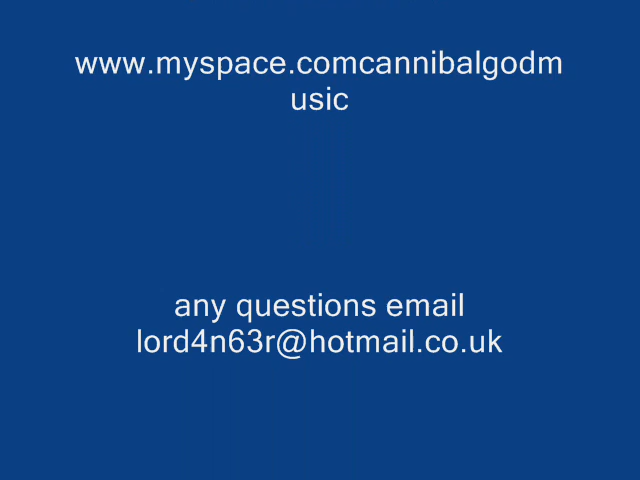 www.myspace.comcannibalgodm
usic
any questions email
lord4n63r@hotmail.co.uk